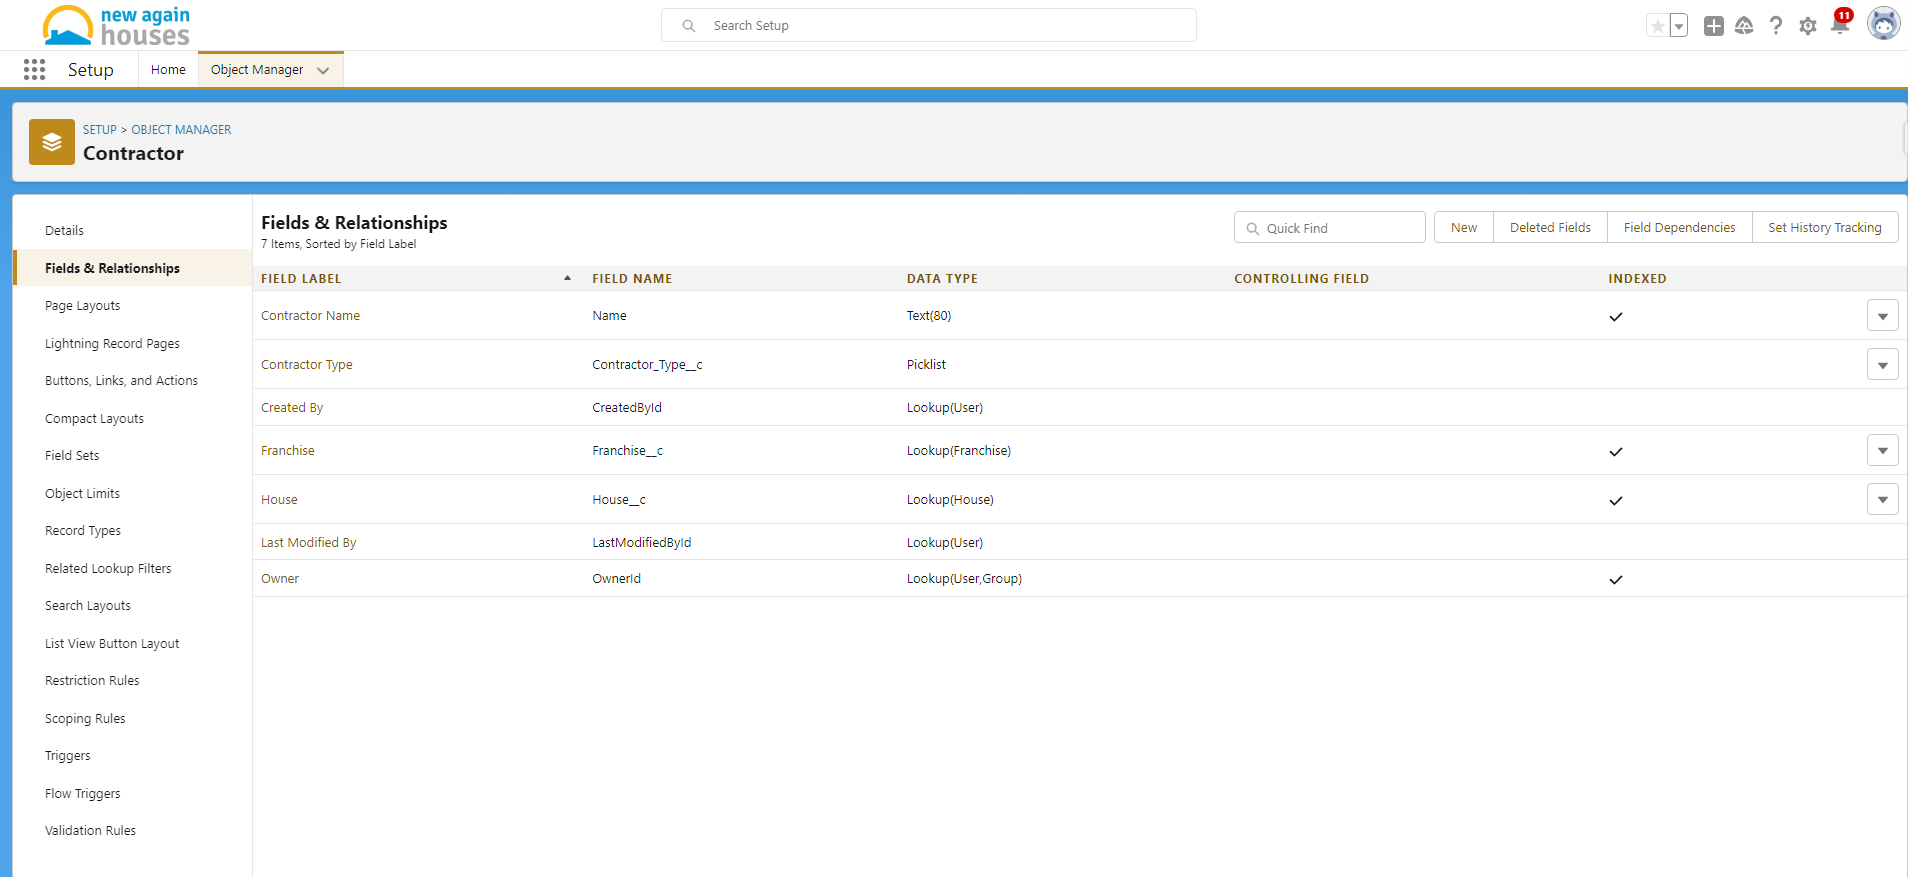 new again
houses
Search Setup
11
Setup
Home
Object Manager
SETUP > OBJECT MANAGER
Contractor
Details
Fields & Relationships
Page Layouts
Lightning Record Pages
Buttons, Links, and Actions
Compact Layouts
Field Sets
Object Limits
Record Types
Related Lookup Filters
Search Layouts
List View Button Layout
Restriction Rules
Scoping Rules
Triggers
Flow Triggers
Validation Rules
Fields & Relationships
7 Items, Sorted by Field Label
Quick Find
New
Deleted Fields
Field Dependencies
Set History Tracking
FIELD LABEL FIELD NAME DATA TYPE CONTROLLING FIELD INDEXED
Contractor Name Name Text(80)
Contractor Type Contractor_Type__c Picklist
Created By CreatedById Lookup(User)
Franchise Franchise__c Lookup(Franchise)
House House__c Lookup(House)
Last Modified By LastModifiedById Lookup(User)
Owner OwnerId Lookup(User,Group)